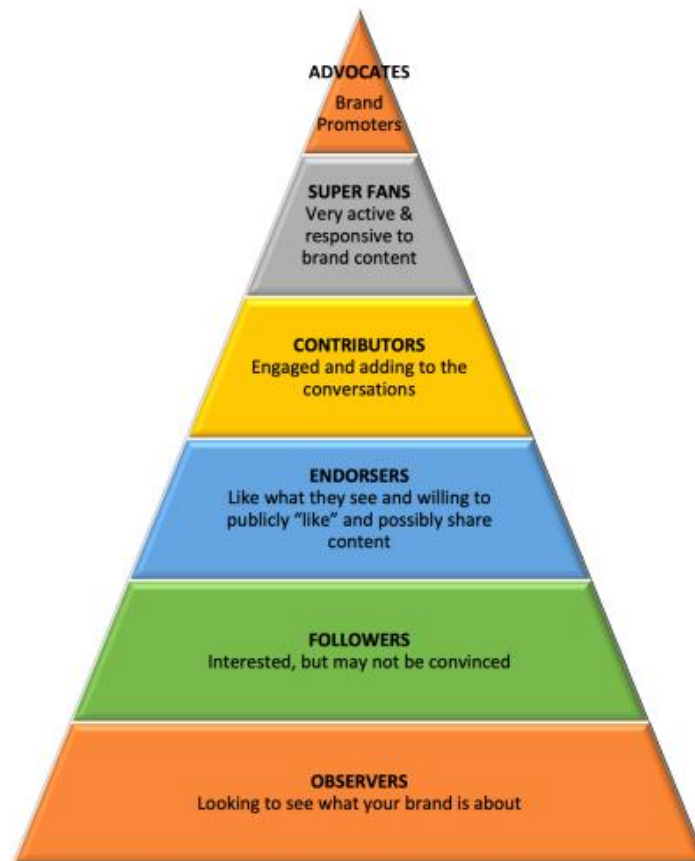 ADVOCATES
Brand
Promoters
SUPER FANS
Very active &
responsive to
brand content
CONTRIBUTORS
Engaged and adding to the
conversations
ENDORSERS
Like what they see and willing to
publicly “like” and possibly share
content
FOLLOWERS
Interested, but may not be convinced
OBSERVERS
Looking to see what your brand is about